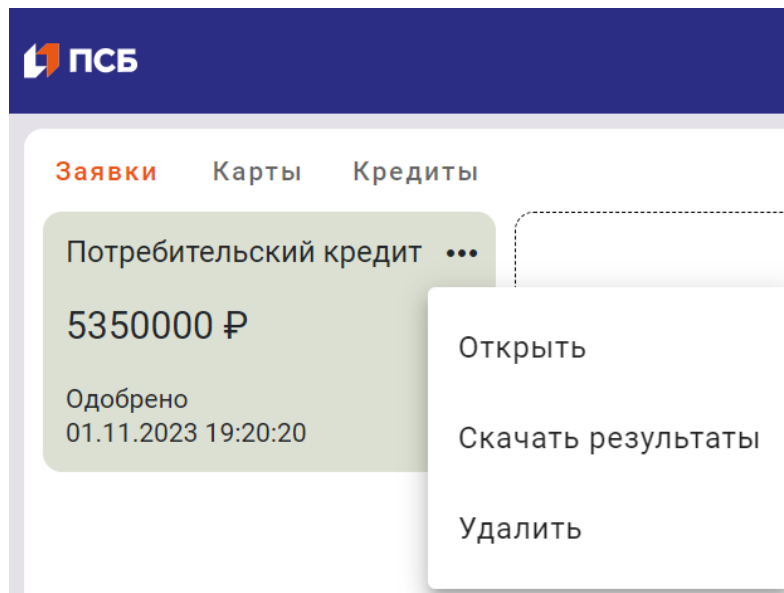 ПСБ
Заявки Карты Кредиты
Потребительский кредит •••
5350000 ₽
Одобрено
01.11.2023 19:20:20
Открыть
Скачать результаты
Удалить